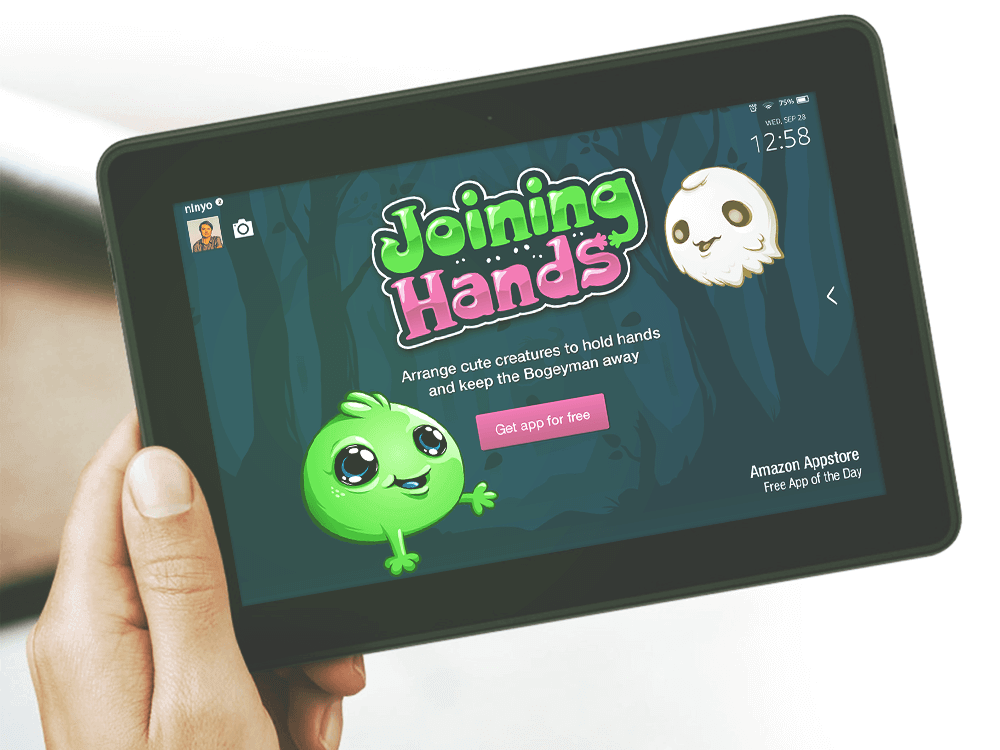 75%
WED, SEP 28
12:58
ninyo
Joining
Hands
Arrange cute creatures to hold hands
and keep the Bogeyman away
Get app for free
Amazon Appstore
Free App of the Day